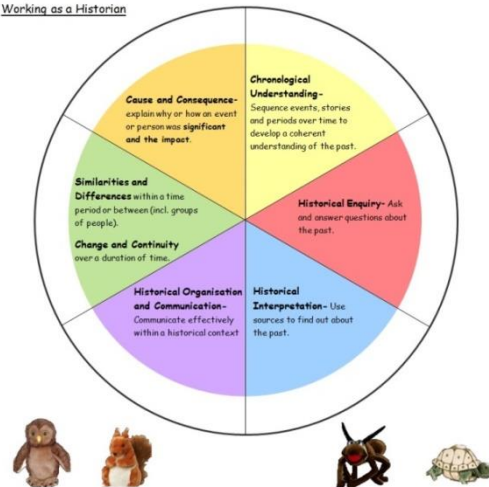 Working as a Historian
Chronological
Understanding-
Sequence events, stories
and periods over time to
develop a coherent
understanding of the past.
Historical Enquiry- Ask
and answer questions about
the past.
Historical
Interpretation- Use
sources to find out about
the past.
Historical Organisation
and Communication-
Communicate effectively
within a historical context
Similarities and
Differences within a time
period or between (incl. groups
of people).
Change and Continuity
over a duration of time.
Cause and Consequence-
explain why or how an event
or person was significant
and the impact.